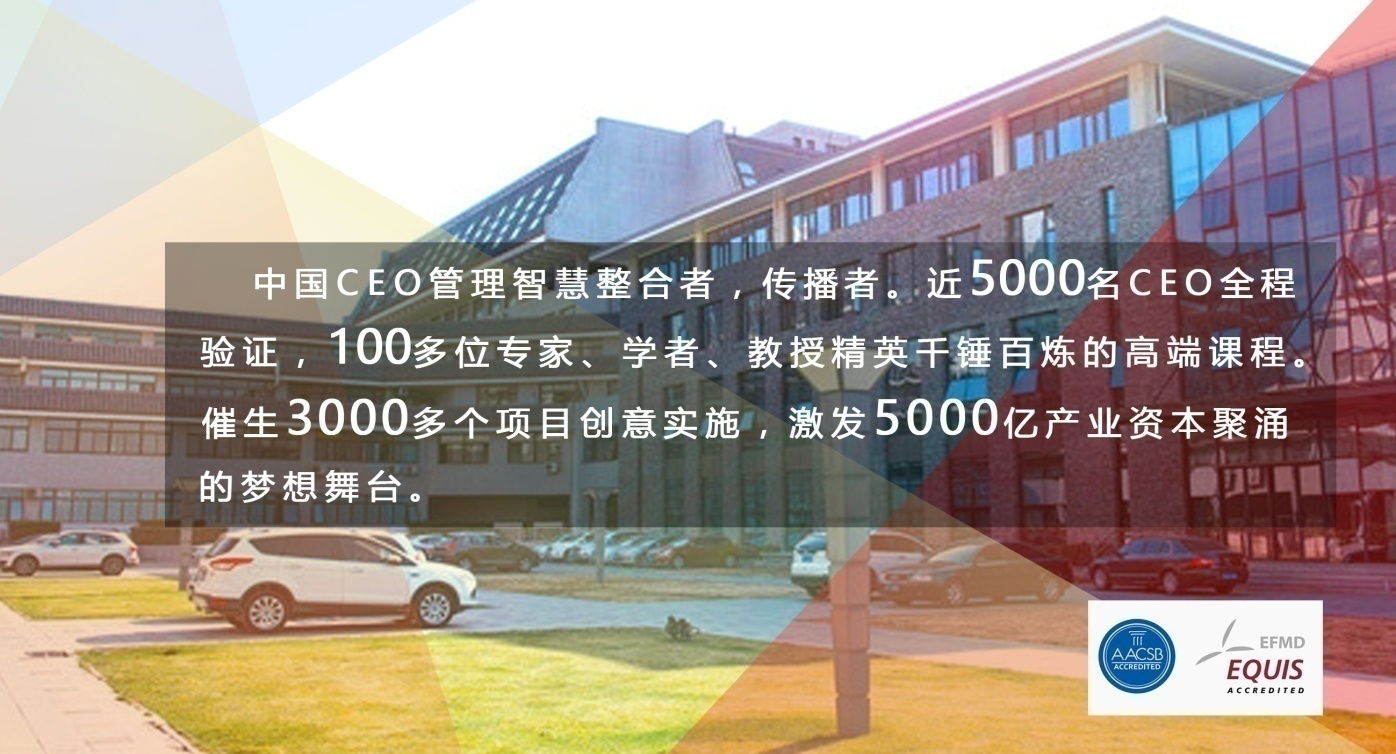 中国CEO管理智慧整合者，传播者。近5000名CEO全程
验证，100多位专家、学者、教授精英千锤百炼的高端课程。
催生3000多个项目创意实施，激发5000亿产业资本聚涌
的梦想舞台。
AACSB
ACCREDITED
EFMD
EQUIS
ACCREDITED